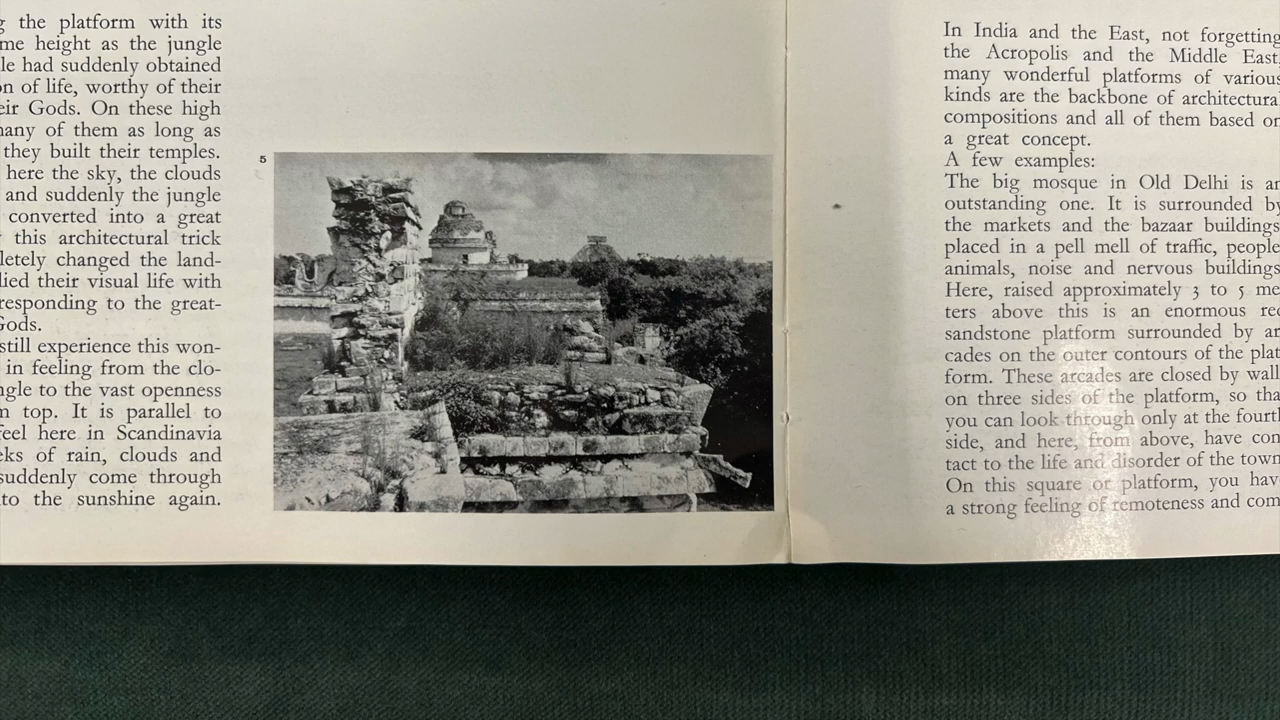 g the platform with its
me height as the jungle
le had suddenly obtained
on of life, worthy of their
eir Gods. On these high
many of them as long as
they built their temples.
here the sky, the clouds
and suddenly the jungle
converted into a great
this architectural trick
letely changed the land-
lied their visual life with
responding to the great-
Gods.
still experience this won-
in feeling from the clo-
ngle to the vast openness
n top. It is parallel to
feel here in Scandinavia
eks of rain, clouds and
suddenly come through
to the sunshine again.
5
In India and the East, not forgetting
the Acropolis and the Middle East,
many wonderful platforms of various
kinds are the backbone of architectural
compositions and all of them based on
a great concept.
A few examples:
The big mosque in Old Delhi is an
outstanding one. It is surrounded by
the markets and the bazaar buildings,
placed in a pell mell of traffic, people,
animals, noise and nervous buildings.
Here, raised approximately 3 to 5 me-
ters above this is an enormous red
sandstone platform surrounded by ar-
cades on the outer contours of the plat-
form. These arcades are closed by wall
on three sides of the platform, so that
you can look through only at the fourth
side, and here, from above, have con-
tact to the life and disorder of the town.
On this square or platform, you have
a strong feeling of remoteness and com-